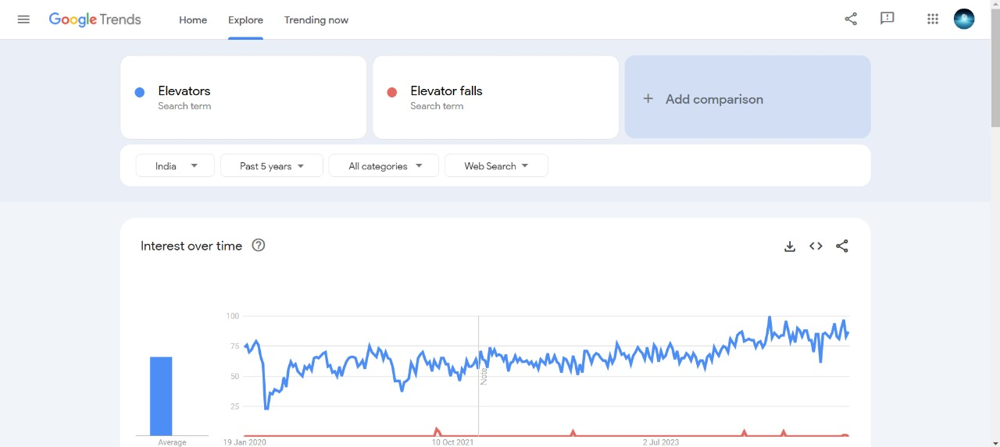 Google Trends
Home Explore Trending now
Elevators
Search term
Elevator falls
Search term
+ Add comparison
India
Past 5 years
All categories
Web Search
Interest over time ?
100
75
50
25
Note
Average
19 Jan 2020
10 Oct 2021
2 Jul 2023